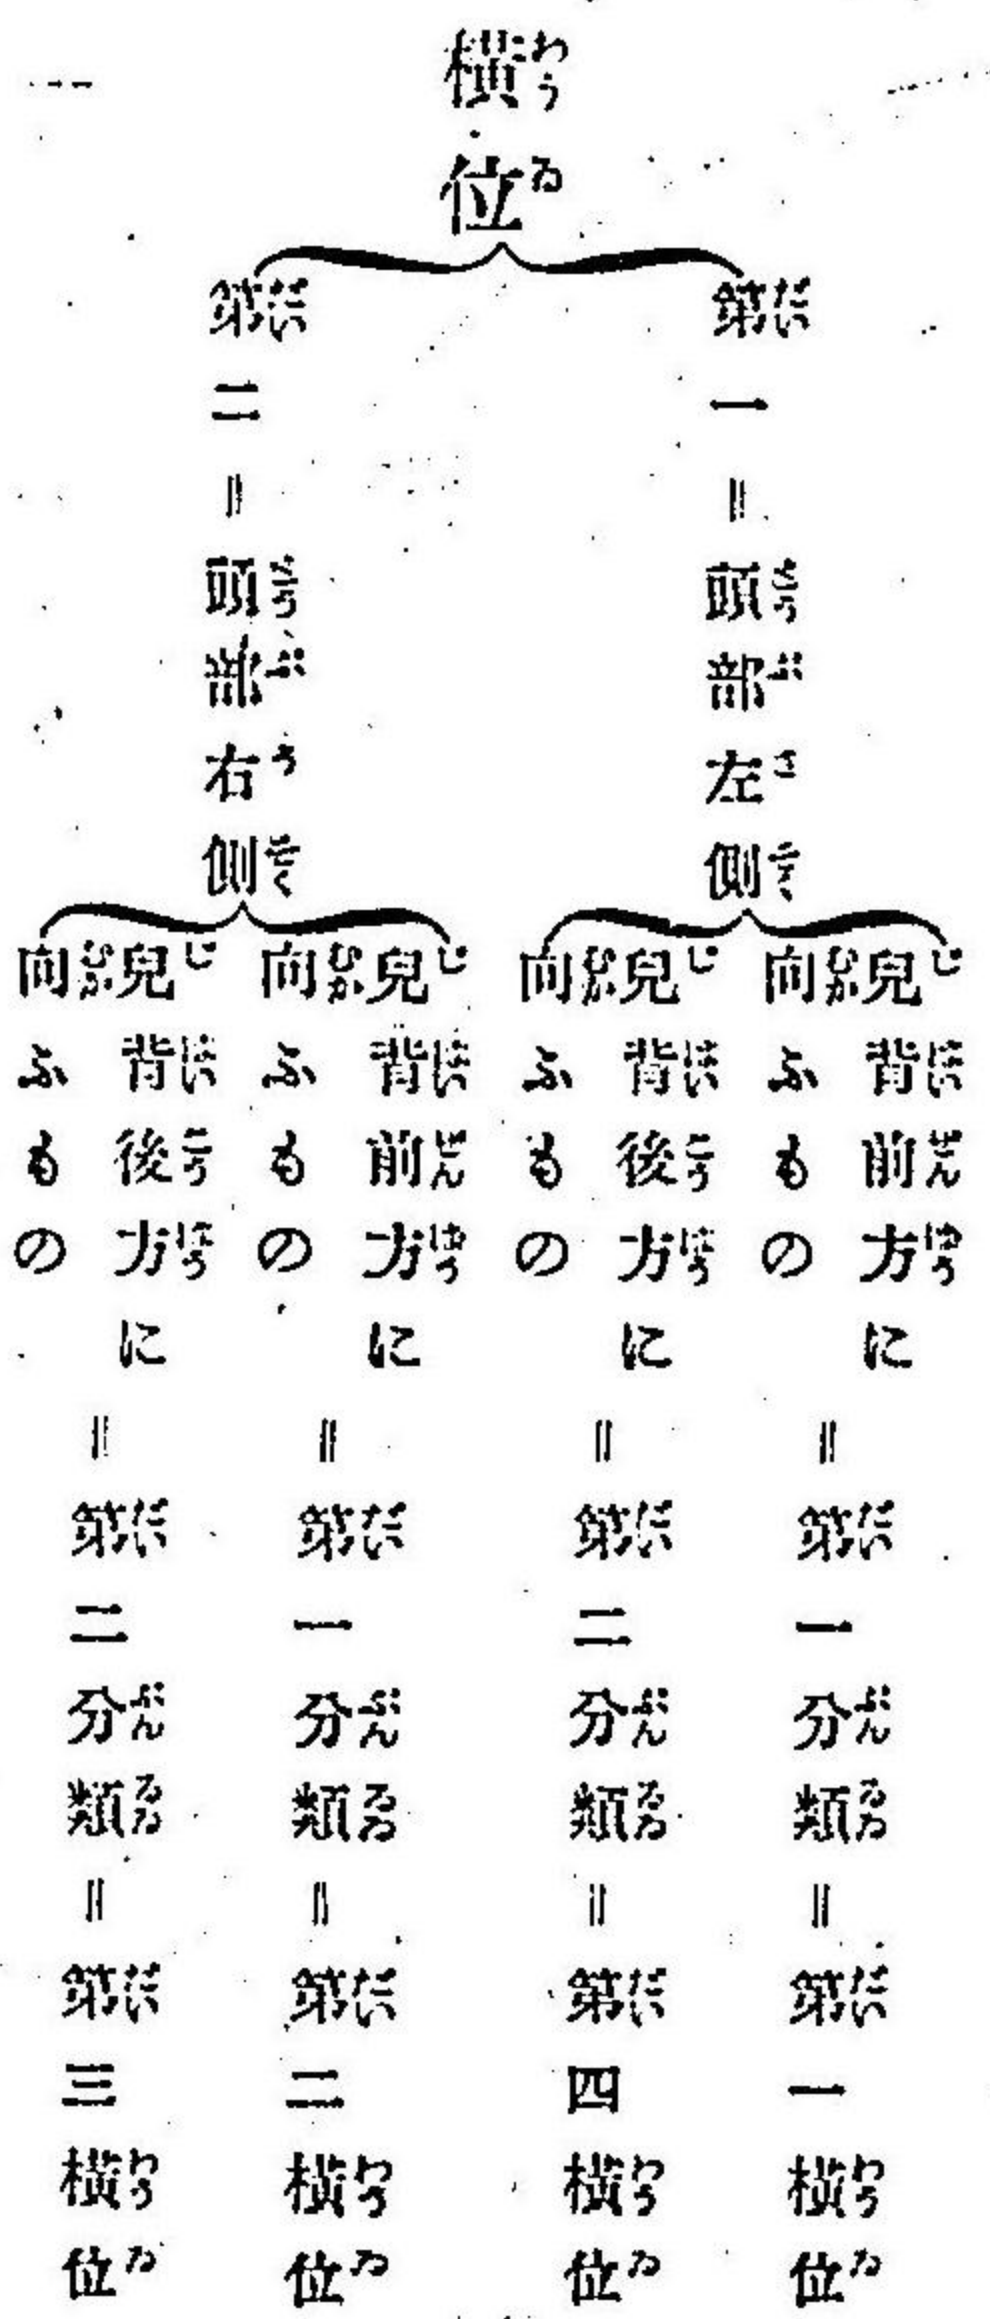 横位
第一＝頭部左側
兒背前方に
向ふもの
＝第一分類＝第一横位
兒背後方に
向ふもの
＝第二分類＝第四横位
第二＝頭部右側
兒背前方に
向ふもの
＝第一分類＝第二横位
兒背後方に
向ふもの
＝第二分類＝第三横位